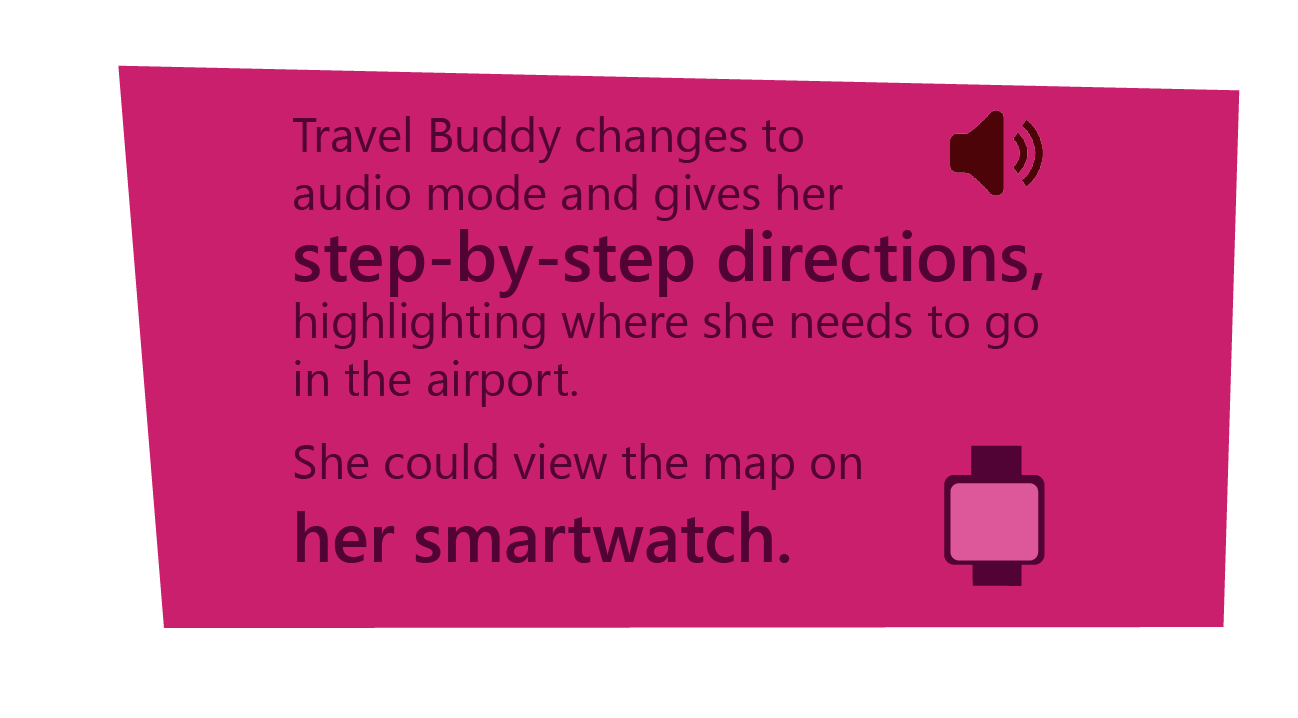 Travel Buddy changes to
audio mode and gives her
step-by-step directions,
highlighting where she needs to go
in the airport.
She could view the map on
her smartwatch.